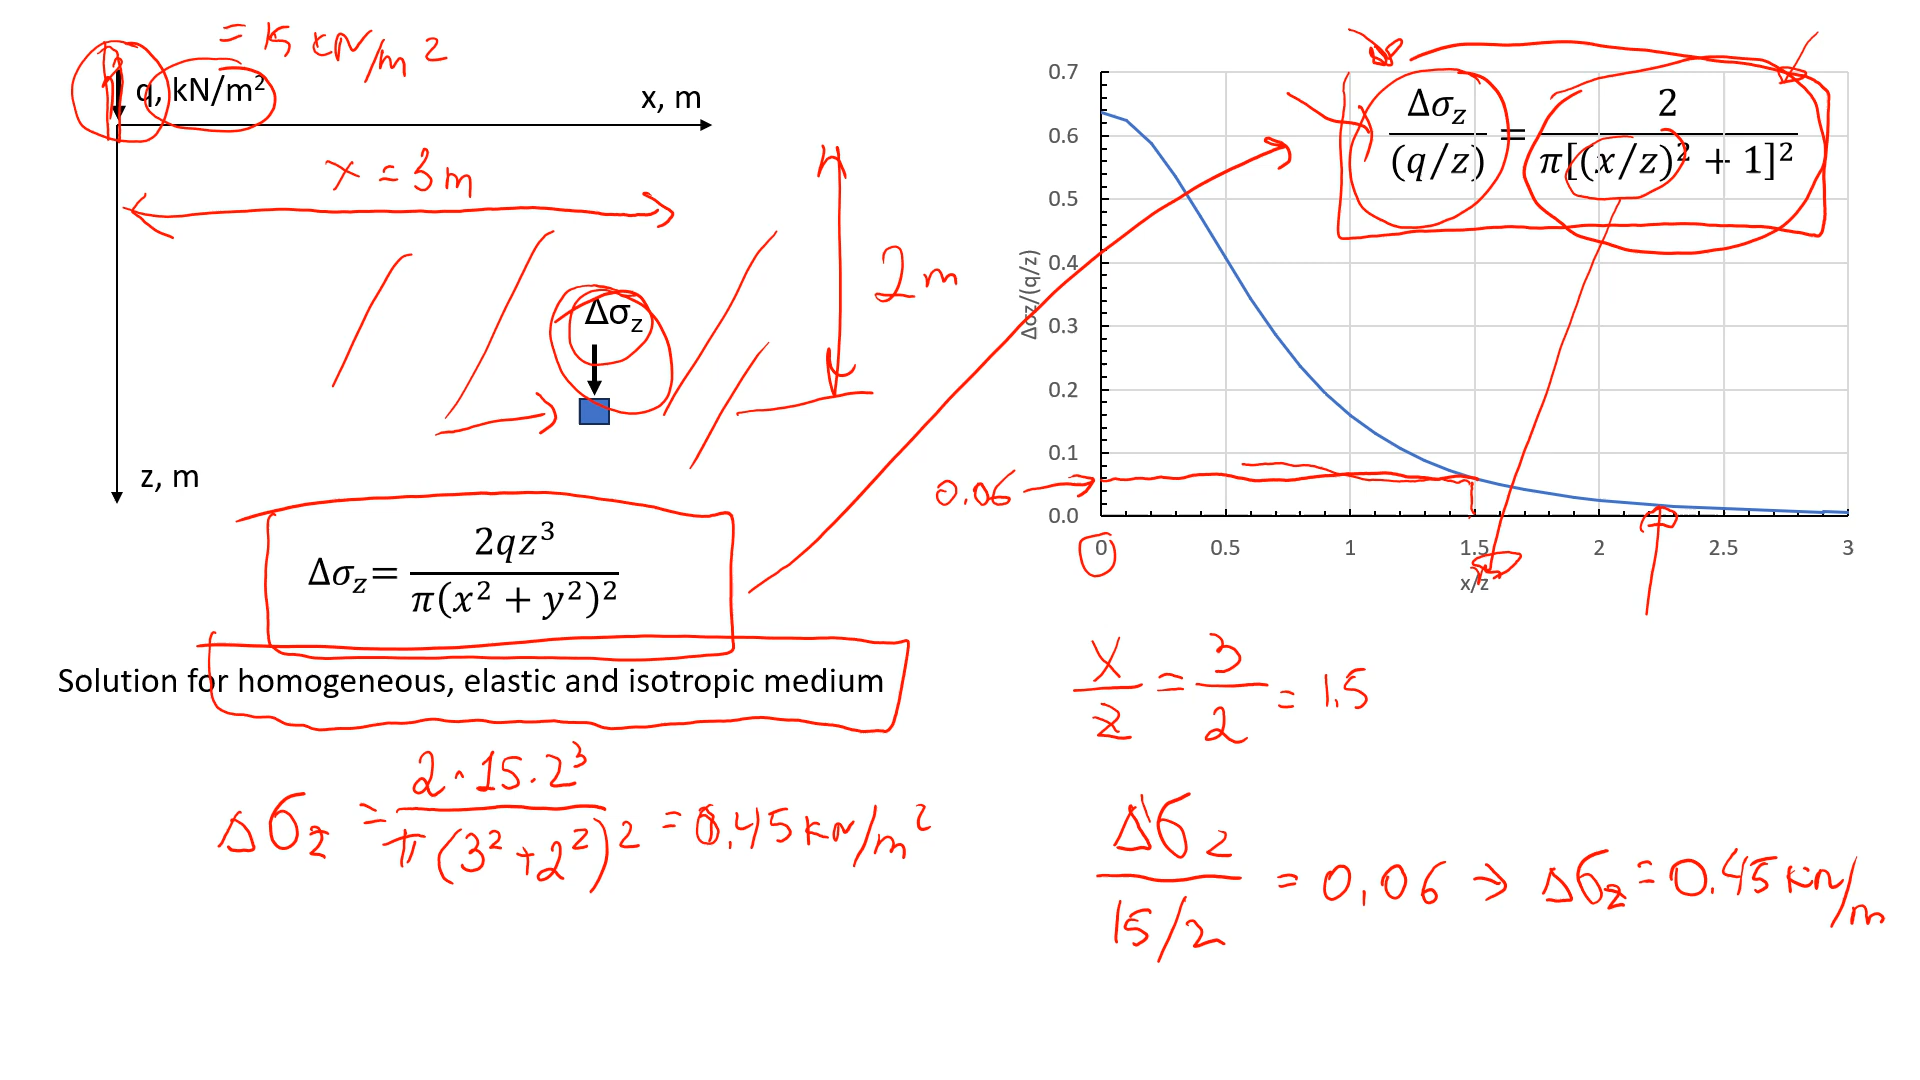 = 15 kN/m²
q, kN/m²
x, m
x = 3 m
2 m
Δσz
z, m
Δσz= 2qz³ / π(x² + y²)²
Solution for homogeneous, elastic and isotropic medium
Δσz = 2·15·2³ / π(3²+2²)² = 0,45 kN/m²
Δσz / (q/z) = 2 / π[(x/z)² + 1]²
Δσz/(q/z)
0.7
0.6
0.5
0.4
0.3
0.2
0.1
0.0
0.06
0 0.5 1 1.5 2 2.5 3
x/z
x/z = 3/2 = 1.5
Δσz / 15/2 = 0,06 → Δσz = 0.45 kN/m